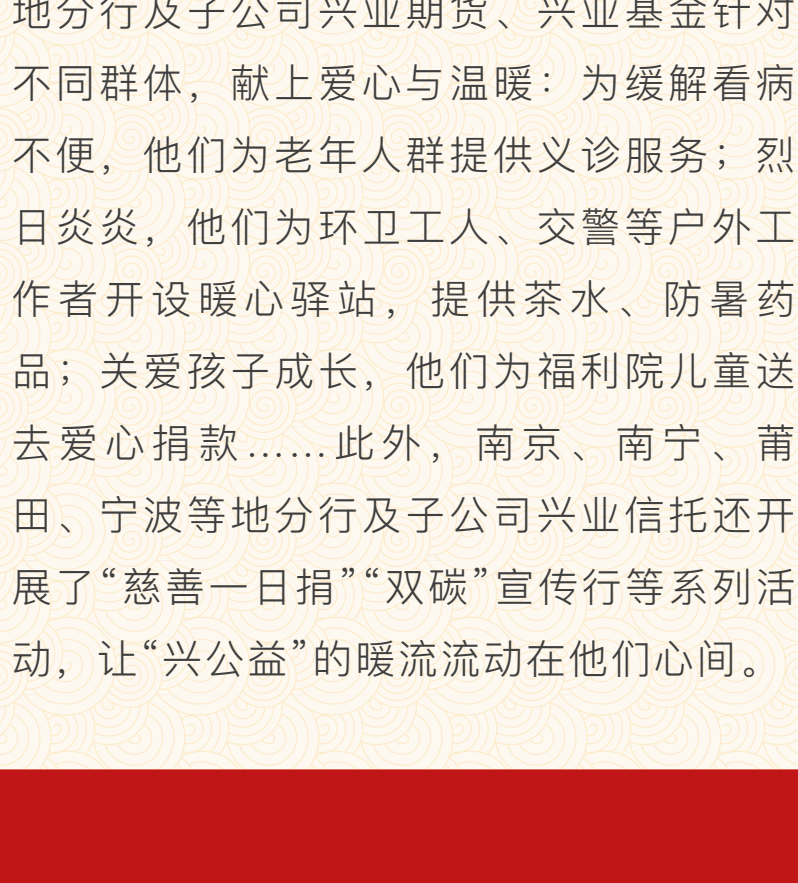 地分行及子公司兴业期货、兴业基金针对
不同群体，献上爱心与温暖：为缓解看病
不便，他们为老年人群提供义诊服务；烈
日炎炎，他们为环卫工人、交警等户外工
作者开设暖心驿站，提供茶水、防暑药
品；关爱孩子成长，他们为福利院儿童送
去爱心捐款……此外，南京、南宁、莆
田、宁波等地分行及子公司兴业信托还开
展了“慈善一日捐”“双碳”宣传行等系列活
动，让“兴公益”的暖流流动在他们心间。